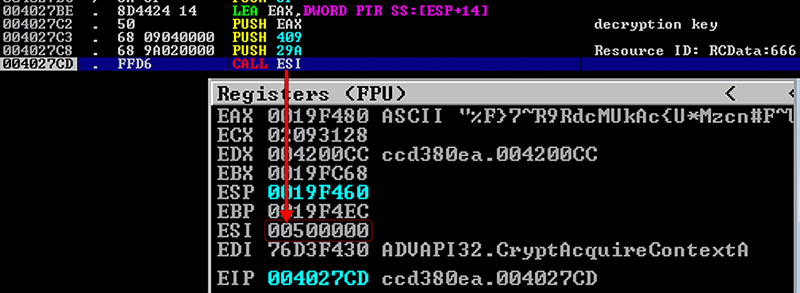 004027BE . 8D4424 14 LEA EAX,DWORD PTR SS:[ESP+14]
004027C2 . 50 PUSH EAX decryption key
004027C3 . 68 09040000 PUSH 409
004027C8 . 68 9A020000 PUSH 29A Resource ID: RCData:666
004027CD . FFD6 CALL ESI
Registers (FPU) < <
EAX 0019F480 ASCII "%F}7~R9RdcMUkAc{U*Mzcn#F~
ECX 02093128
EDX 004200CC ccd380ea.004200CC
EBX 0019FC68
ESP 0019F460
EBP 0019F4EC
ESI 00500000
EDI 76D3F430 ADVAPI32.CryptAcquireContextA
EIP 004027CD ccd380ea.004027CD